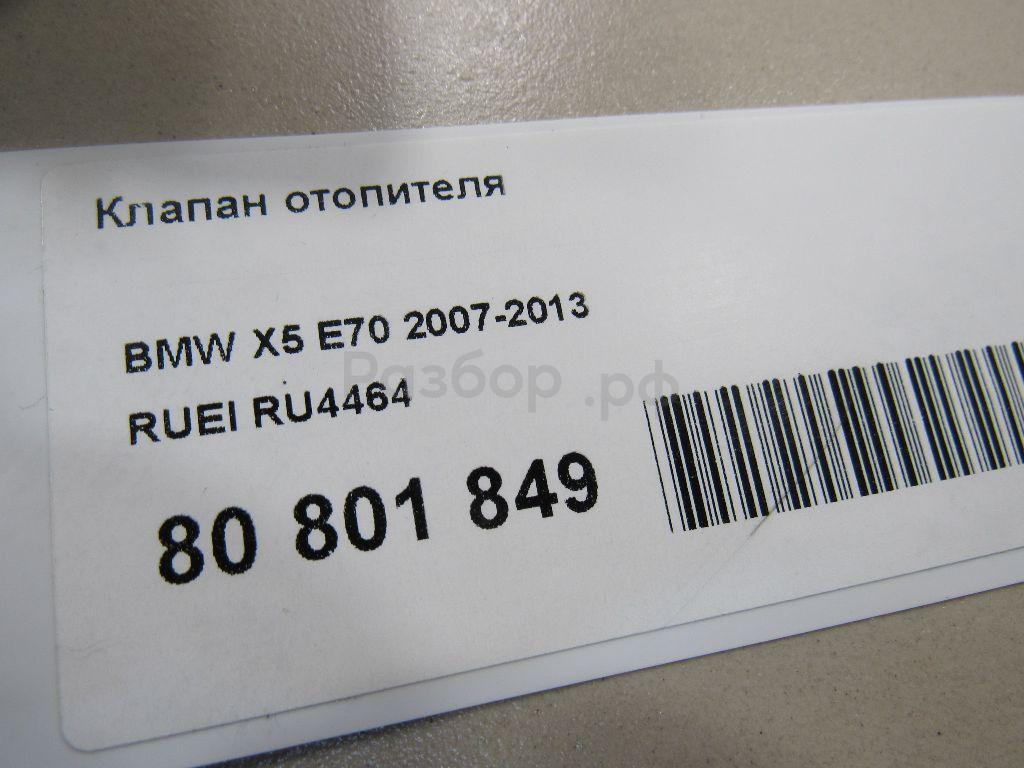 Клапан отопителя
BMW X5 E70 2007-2013
Разбор.рф
RUEI RU4464
80 801 849